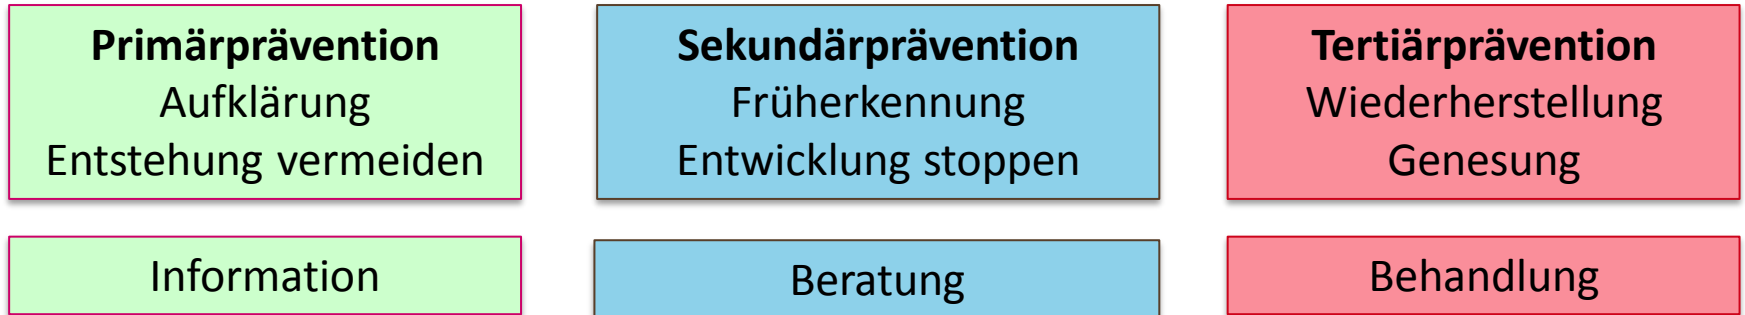 Primärprävention
Aufklärung
Entstehung vermeiden
Sekundärprävention
Früherkennung
Entwicklung stoppen
Tertiärprävention
Wiederherstellung
Genesung
Information
Beratung
Behandlung